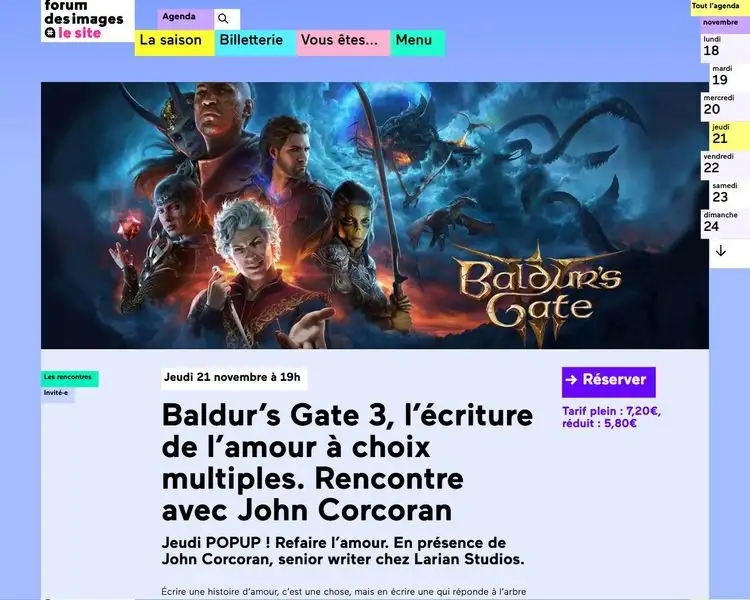 forum
des images
le site
Agenda
La saison
Billetterie
Vous êtes...
Menu
Tout l'agenda
novembre
lundi
18
mardi
19
mercredi
20
jeudi
21
vendredi
22
samedi
23
dimanche
24
Baldur's
Gate
III
Les rencontres
Invité·e
Jeudi 21 novembre à 19h
→ Réserver
Tarif plein : 7,20€,
réduit : 5,80€
Baldur's Gate 3, l'écriture
de l'amour à choix
multiples. Rencontre
avec John Corcoran
Jeudi POPUP ! Refaire l'amour. En présence de
John Corcoran, senior writer chez Larian Studios.
Écrire une histoire d'amour, c'est une chose, mais en écrire une qui réponde à l'arbre